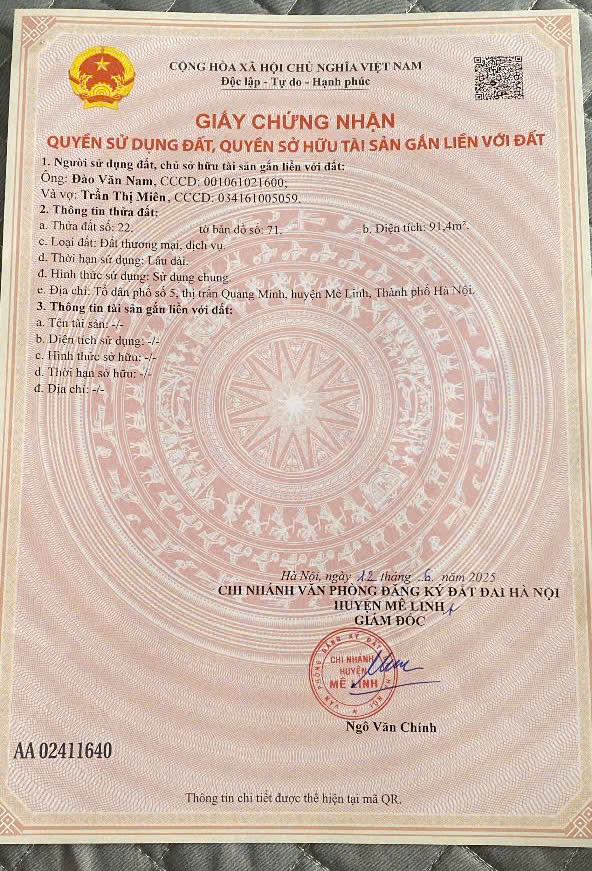 CỘNG HÒA XÃ HỘI CHỦ NGHĨA VIỆT NAM
Độc lập - Tự do - Hạnh phúc
GIẤY CHỨNG NHẬN
QUYỀN SỬ DỤNG ĐẤT, QUYỀN SỞ HỮU TÀI SẢN GẮN LIỀN VỚI ĐẤT
1. Người sử dụng đất, chủ sở hữu tài sản gắn liền với đất:
Ông: Đào Văn Nam, CCCD: 001061021600;
Và vợ: Trần Thị Miên, CCCD: 034161005059.
2. Thông tin thửa đất:
a. Thửa đất số: 22. tờ bản đồ số: 71. b. Diện tích: 91,4m².
c. Loại đất: Đất thương mại, dịch vụ.
d. Thời hạn sử dụng: Lâu dài.
đ. Hình thức sử dụng: Sử dụng chung.
e. Địa chỉ: Tổ dân phố số 5, thị trấn Quang Minh, huyện Mê Linh, Thành phố Hà Nội.
3. Thông tin tài sản gắn liền với đất:
a. Tên tài sản: -/-
b. Diện tích sử dụng: -/-
c. Hình thức sở hữu: -/-
d. Thời hạn sở hữu: -/-
đ. Địa chỉ: -/-
Hà Nội, ngày 12 tháng 6 năm 2025
CHI NHÁNH VĂN PHÒNG ĐĂNG KÝ ĐẤT ĐAI HÀ NỘI
HUYỆN MÊ LINH
GIÁM ĐỐC
CHI NHÁNH
HUYỆN
MÊ LINH
Ngô Văn Chính
AA 02411640
Thông tin chi tiết được thể hiện tại mã QR.